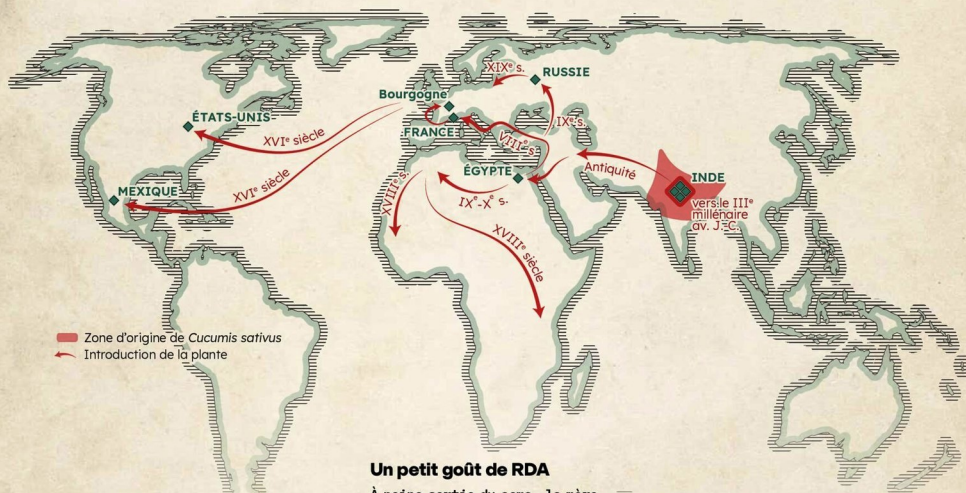 XIXᵉ s.
RUSSIE
Bourgogne
ÉTATS-UNIS
XVIᵉ siècle
FRANCE
VIIIᵉ s.
IXᵉ s.
ÉGYPTE
Antiquité
INDE
vers le IIIᵉ
millénaire
av. J.-C.
MEXIQUE
XVIᵉ siècle
XVIIIᵉ s.
IXᵉ-Xᵉ s.
XVIIIᵉ siècle
Zone d'origine de Cucumis sativus
Introduction de la plante
Un petit goût de RDA